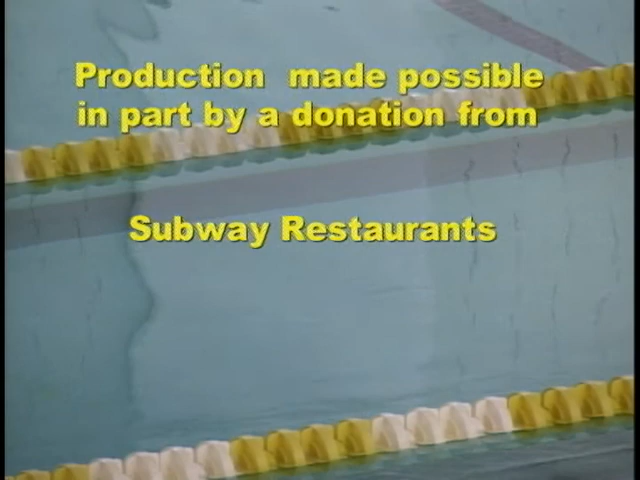 Production  made possible
in part by a donation from
Subway Restaurants